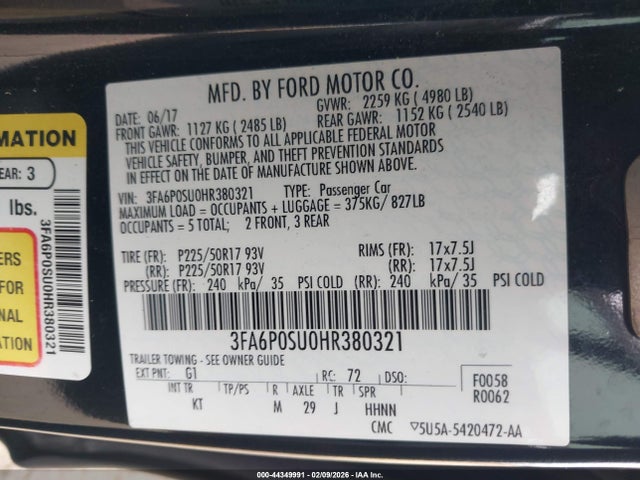 MFD. BY FORD MOTOR CO.
DATE: 06/17 GVWR: 2259 KG ( 4980 LB)
FRONT GAWR: 1127 KG ( 2485 LB) REAR GAWR: 1152 KG ( 2540 LB)
THIS VEHICLE CONFORMS TO ALL APPLICABLE FEDERAL MOTOR
VEHICLE SAFETY, BUMPER, AND THEFT PREVENTION STANDARDS
IN EFFECT ON THE DATE OF MANUFACTURE SHOWN ABOVE.
VIN: 3FA6P0SU0HR380321 TYPE: Passenger Car
MAXIMUM LOAD = OCCUPANTS + LUGGAGE = 375KG/ 827LB
OCCUPANTS = 5 TOTAL; 2 FRONT, 3 REAR
TIRE (FR): P225/50R17 93V RIMS (FR): 17x7.5J
(RR): P225/50R17 93V (RR): 17x7.5J
PRESSURE (FR): 240 kPa/ 35 PSI COLD (RR): 240 kPa/ 35 PSI COLD
3FA6P0SU0HR380321
TRAILER TOWING - SEE OWNER GUIDE
EXT PNT: G1 RC: 72 DSO: F0058
R0062
INT TR TP/PS R AXLE TR SPR
KT M 29 J HHNN
CMC ▽5U5A-5420472-AA
MATION
EAR: 3
lbs.
ERS
FOR
NAL
ATION
3FA6P0SU0HR380321
000-44349991 - 02/09/2026 - IAA Inc.